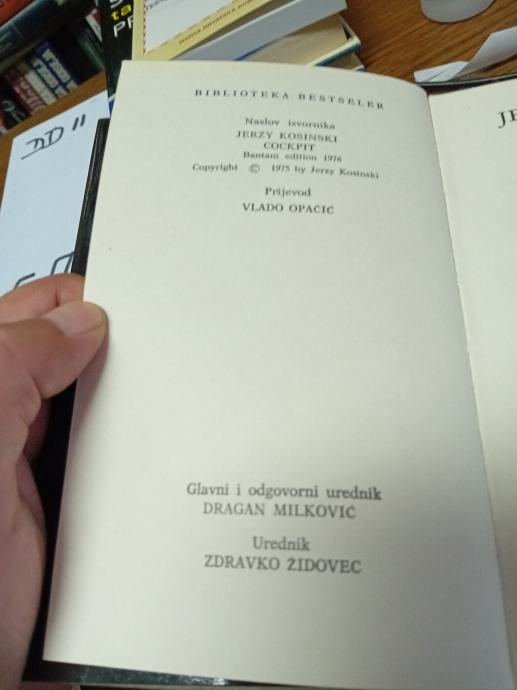 BIBLIOTEKA BESTSELER
Naslov izvornika
JERZY KOSINSKI
COCKPIT
Bantam edition 1976
Copyright © 1975 by Jerzy Kosinski
Prijevod
VLADO OPAČIĆ
Glavni i odgovorni urednik
DRAGAN MILKOVIĆ
Urednik
ZDRAVKO ŽIDOVEC
JE